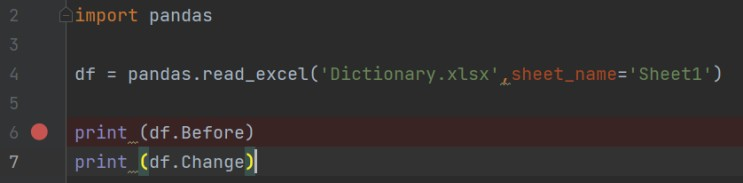 2 import pandas
3
4 df = pandas.read_excel('Dictionary.xlsx',sheet_name='Sheet1')
5
6 print (df.Before)
7 print (df.Change)